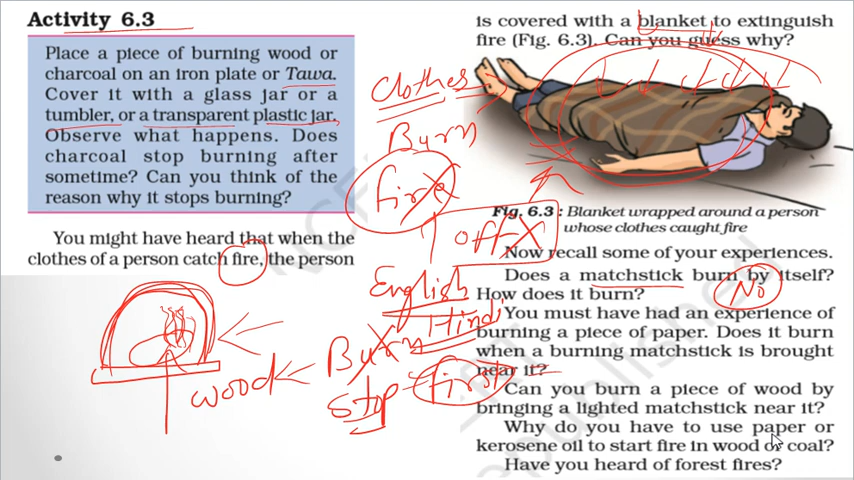 Activity 6.3
Place a piece of burning wood or
charcoal on an iron plate or Tawa.
Cover it with a glass jar or a
tumbler, or a transparent plastic jar.
Observe what happens. Does
charcoal stop burning after
sometime? Can you think of the
reason why it stops burning?
You might have heard that when the
clothes of a person catch fire, the person
wood
Clothes
Burn
fire
off
English
Hindi
Burn
Stop
first
is covered with a blanket to extinguish
fire (Fig. 6.3). Can you guess why?
Fig. 6.3 : Blanket wrapped around a person
whose clothes caught fire
Now recall some of your experiences.
Does a matchstick burn by itself?
No
How does it burn?
You must have had an experience of
burning a piece of paper. Does it burn
when a burning matchstick is brought
near it?
Can you burn a piece of wood by
bringing a lighted matchstick near it?
Why do you have to use paper or
kerosene oil to start fire in wood or coal?
Have you heard of forest fires?